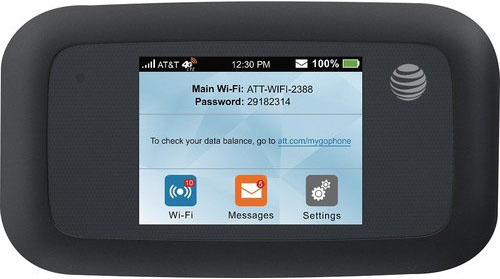 AT&T 4G LTE 12:30 PM 100%
Main Wi-Fi: ATT-WIFI-2388
Password: 29182314
To check your data balance, go to att.com/mygophone
10 6
Wi-Fi Messages Settings